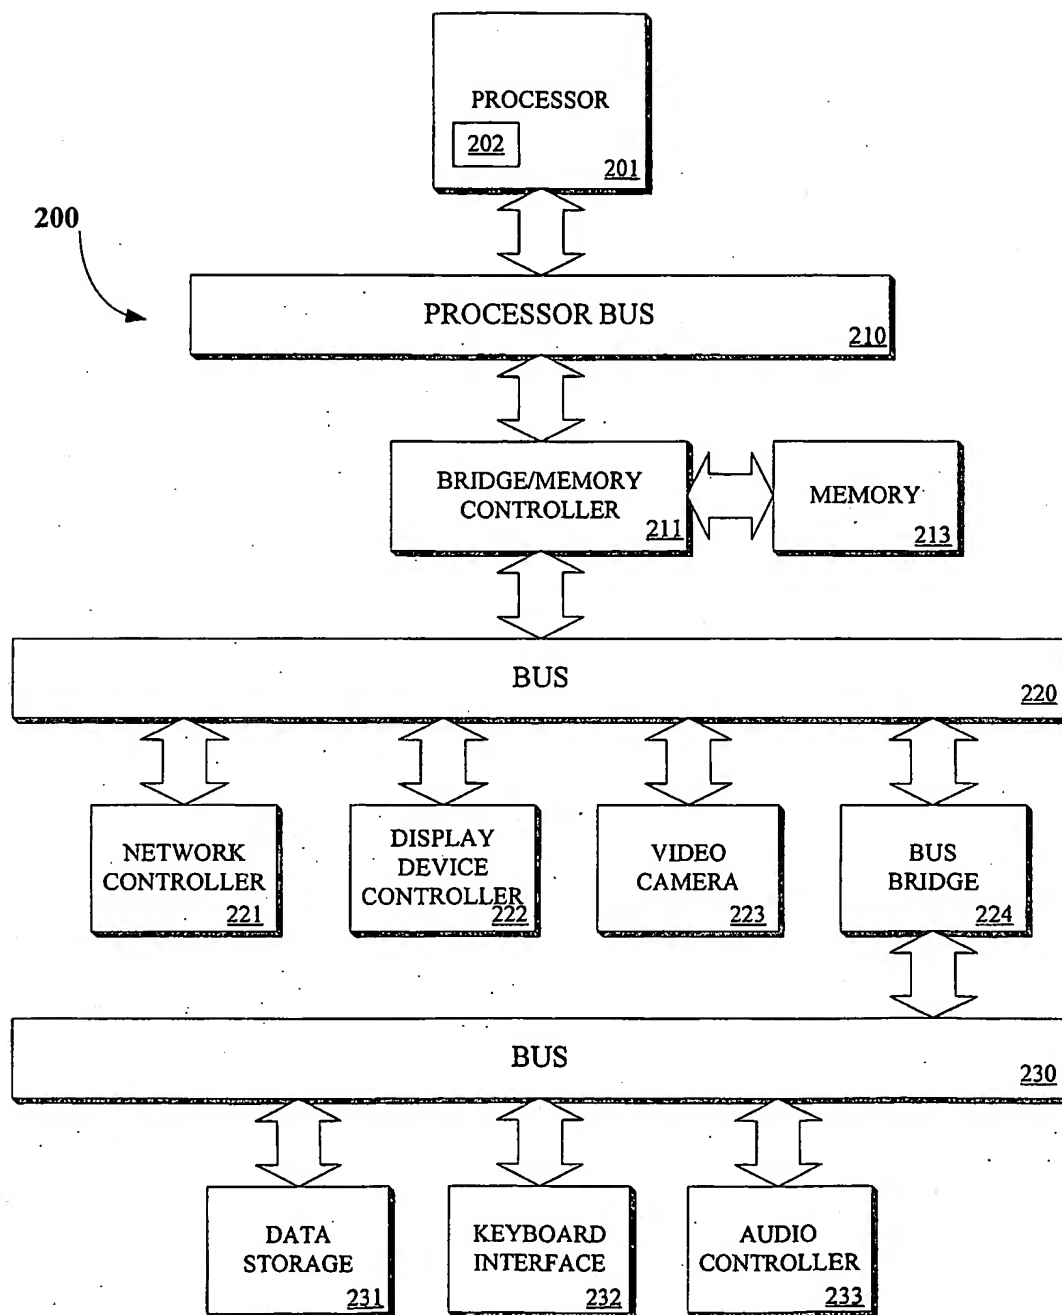 PROCESSOR
202
201
200
PROCESSOR BUS
210
BRIDGE/MEMORY
CONTROLLER
211
MEMORY
213
BUS
220
NETWORK
CONTROLLER
221
DISPLAY
DEVICE
CONTROLLER
222
VIDEO
CAMERA
223
BUS
BRIDGE
224
BUS
230
DATA
STORAGE
231
KEYBOARD
INTERFACE
232
AUDIO
CONTROLLER
233